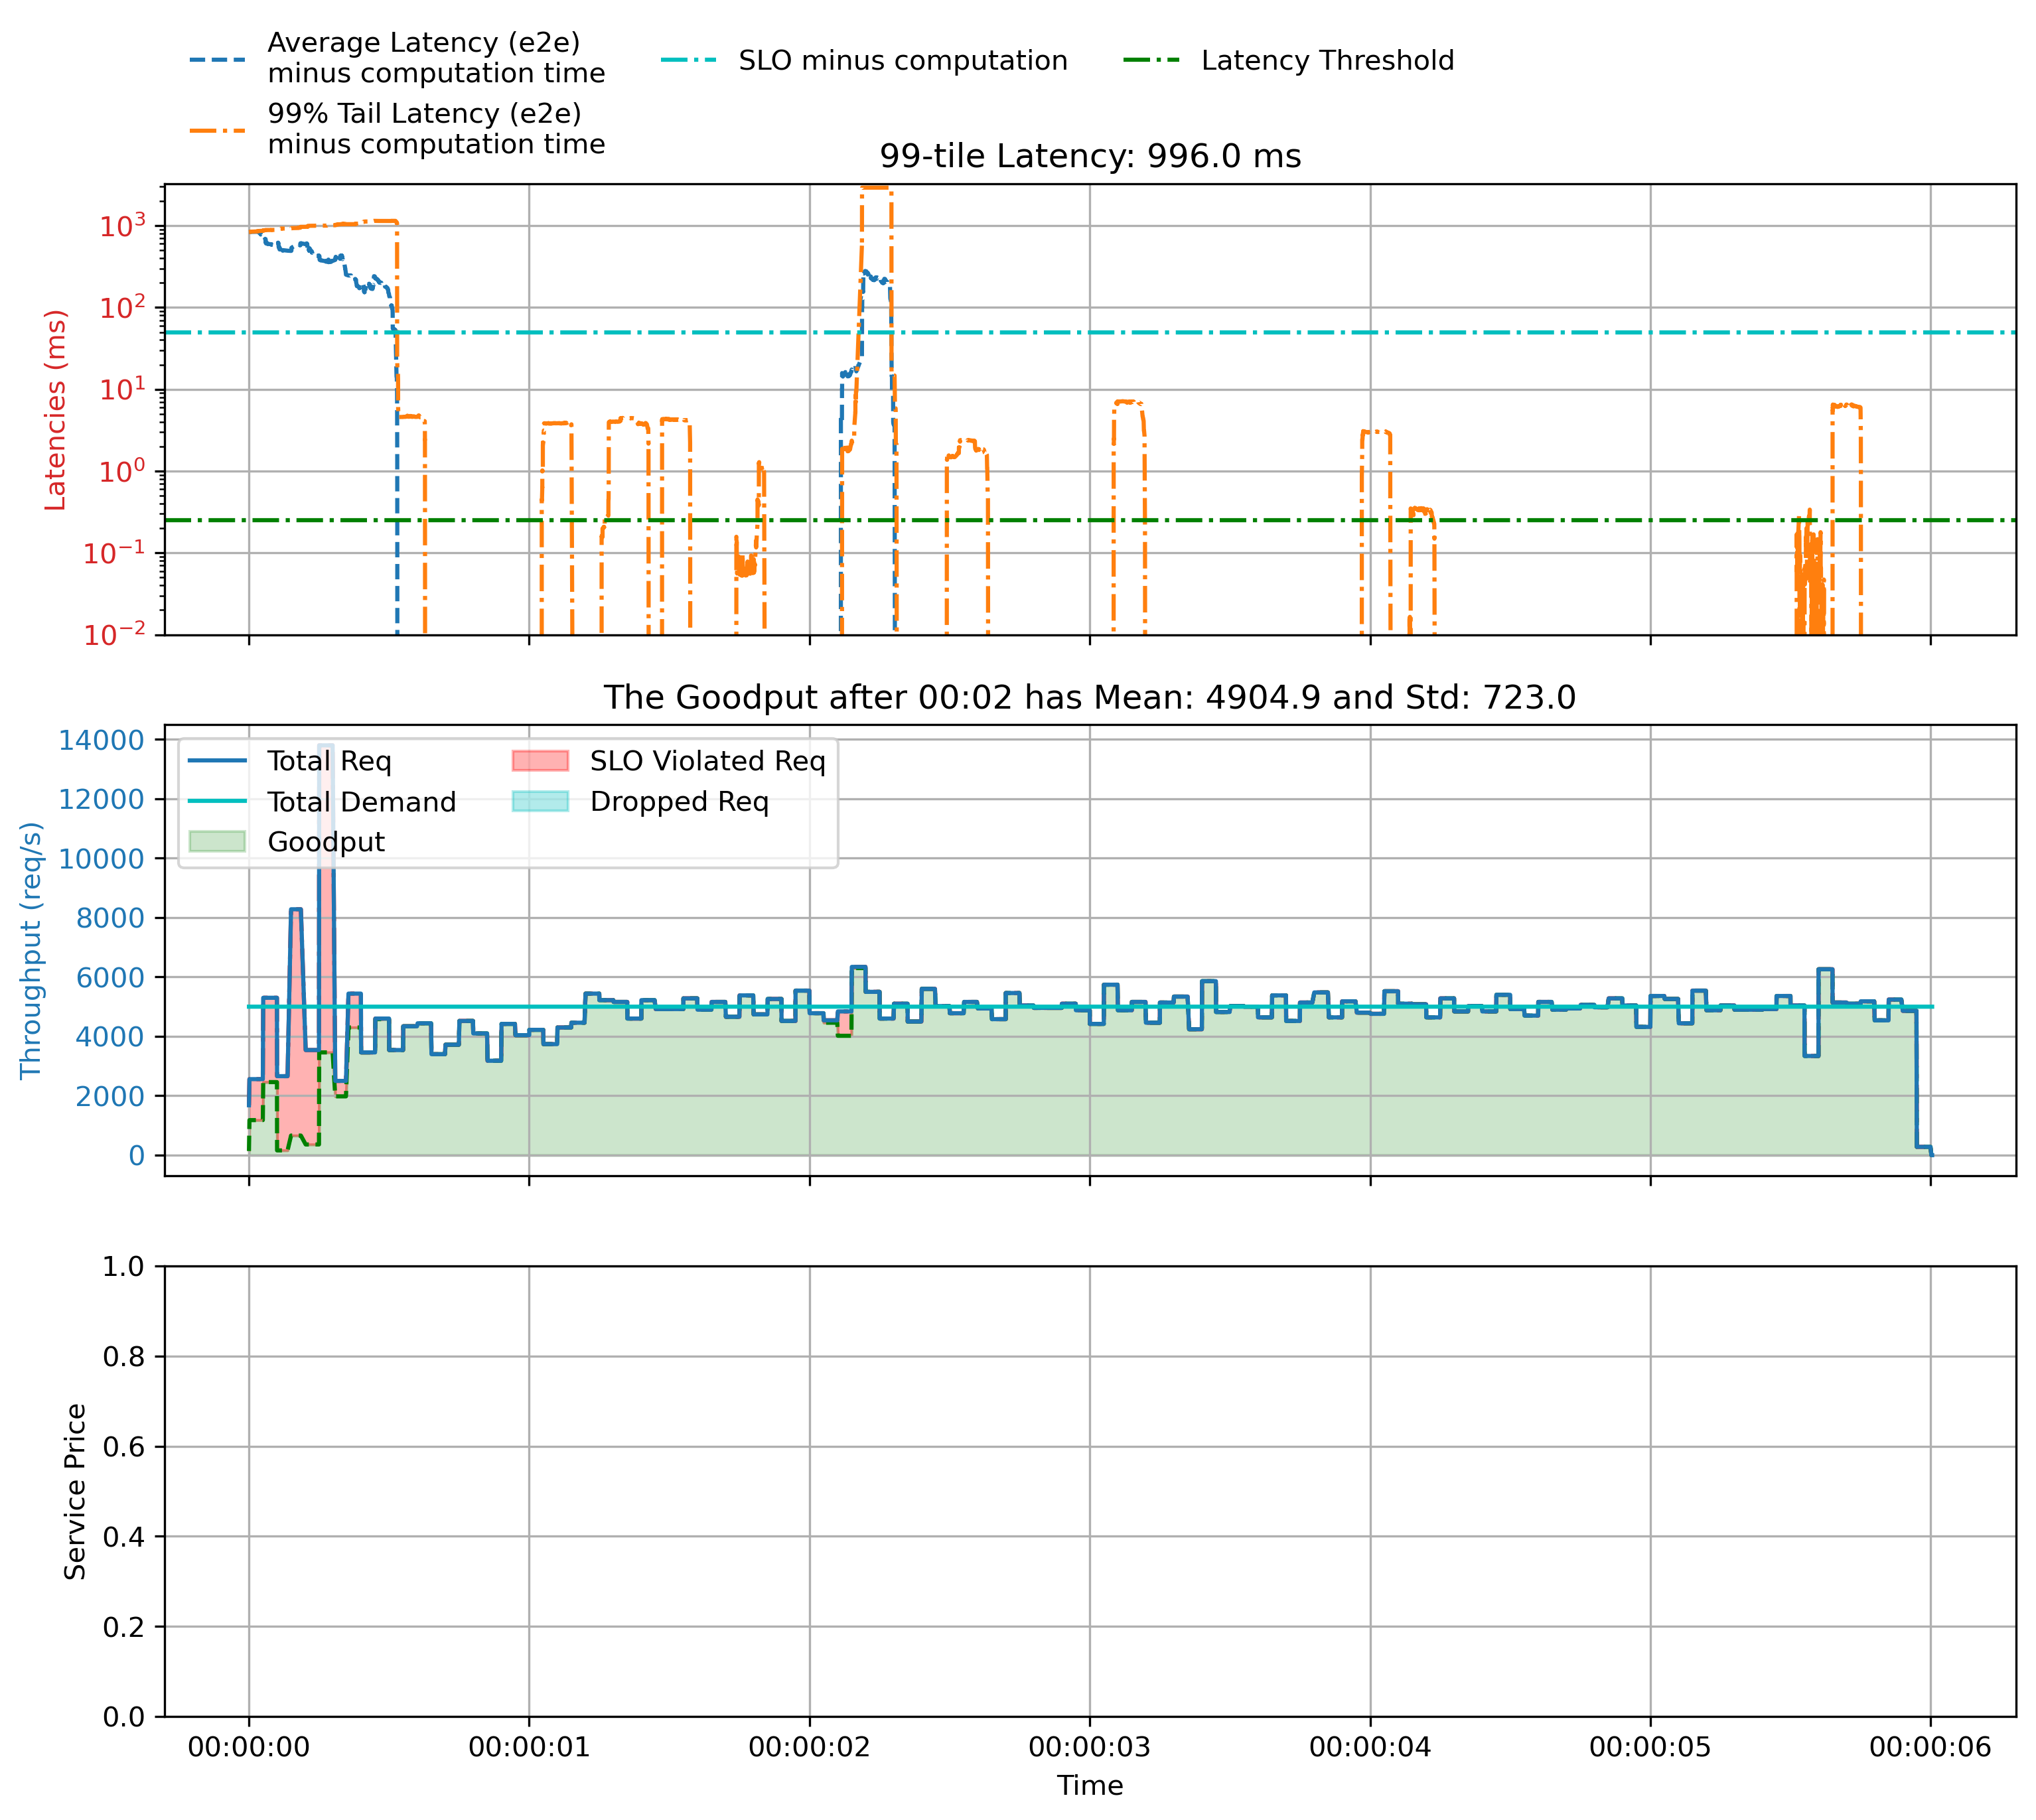 Average Latency (e2e)
minus computation time
99% Tail Latency (e2e)
minus computation time
SLO minus computation
Latency Threshold
99-tile Latency: 996.0 ms
Latencies (ms)
10³
10²
10¹
10⁰
10⁻¹
10⁻²
The Goodput after 00:02 has Mean: 4904.9 and Std: 723.0
Throughput (req/s)
14000
12000
10000
8000
6000
4000
2000
0
Total Req
Total Demand
Goodput
SLO Violated Req
Dropped Req
Service Price
1.0
0.8
0.6
0.4
0.2
0.0
00:00:00 00:00:01 00:00:02 00:00:03 00:00:04 00:00:05 00:00:06
Time